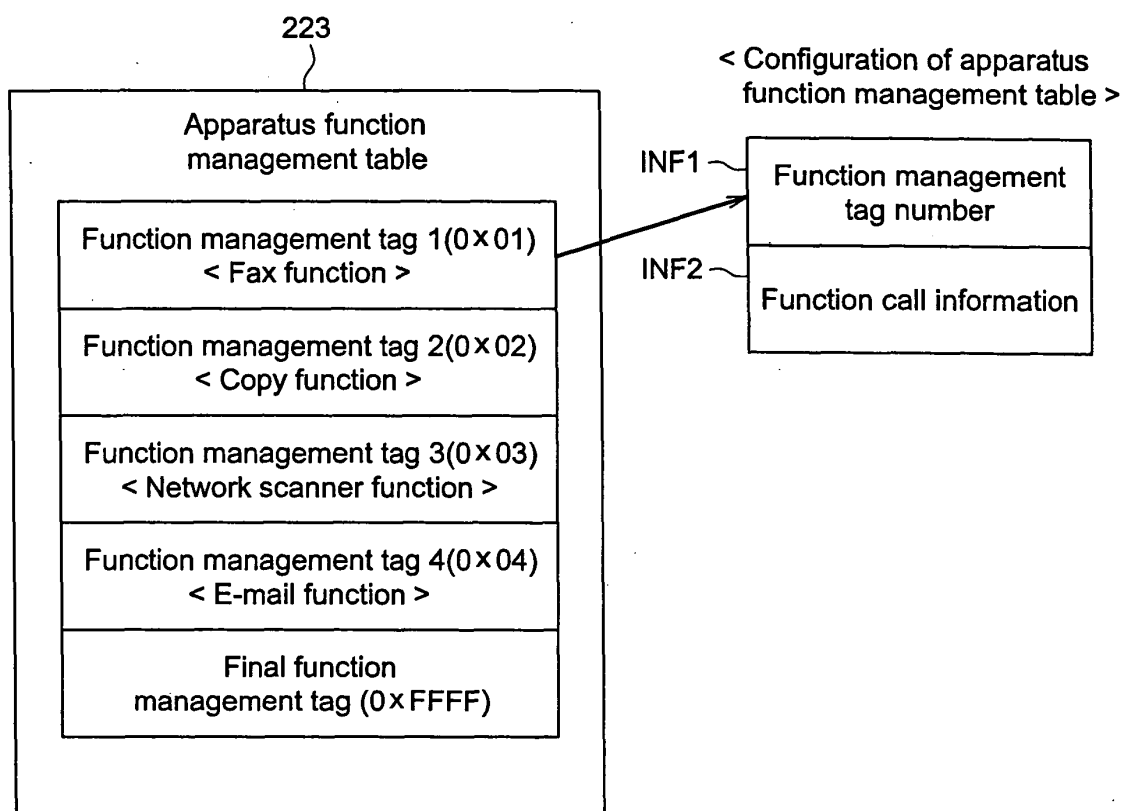 223
Apparatus function
management table
Function management tag 1(0×01)
< Fax function >
Function management tag 2(0×02)
< Copy function >
Function management tag 3(0×03)
< Network scanner function >
Function management tag 4(0×04)
< E-mail function >
Final function
management tag (0×FFFF)
< Configuration of apparatus
function management table >
INF1
Function management
tag number
INF2
Function call information